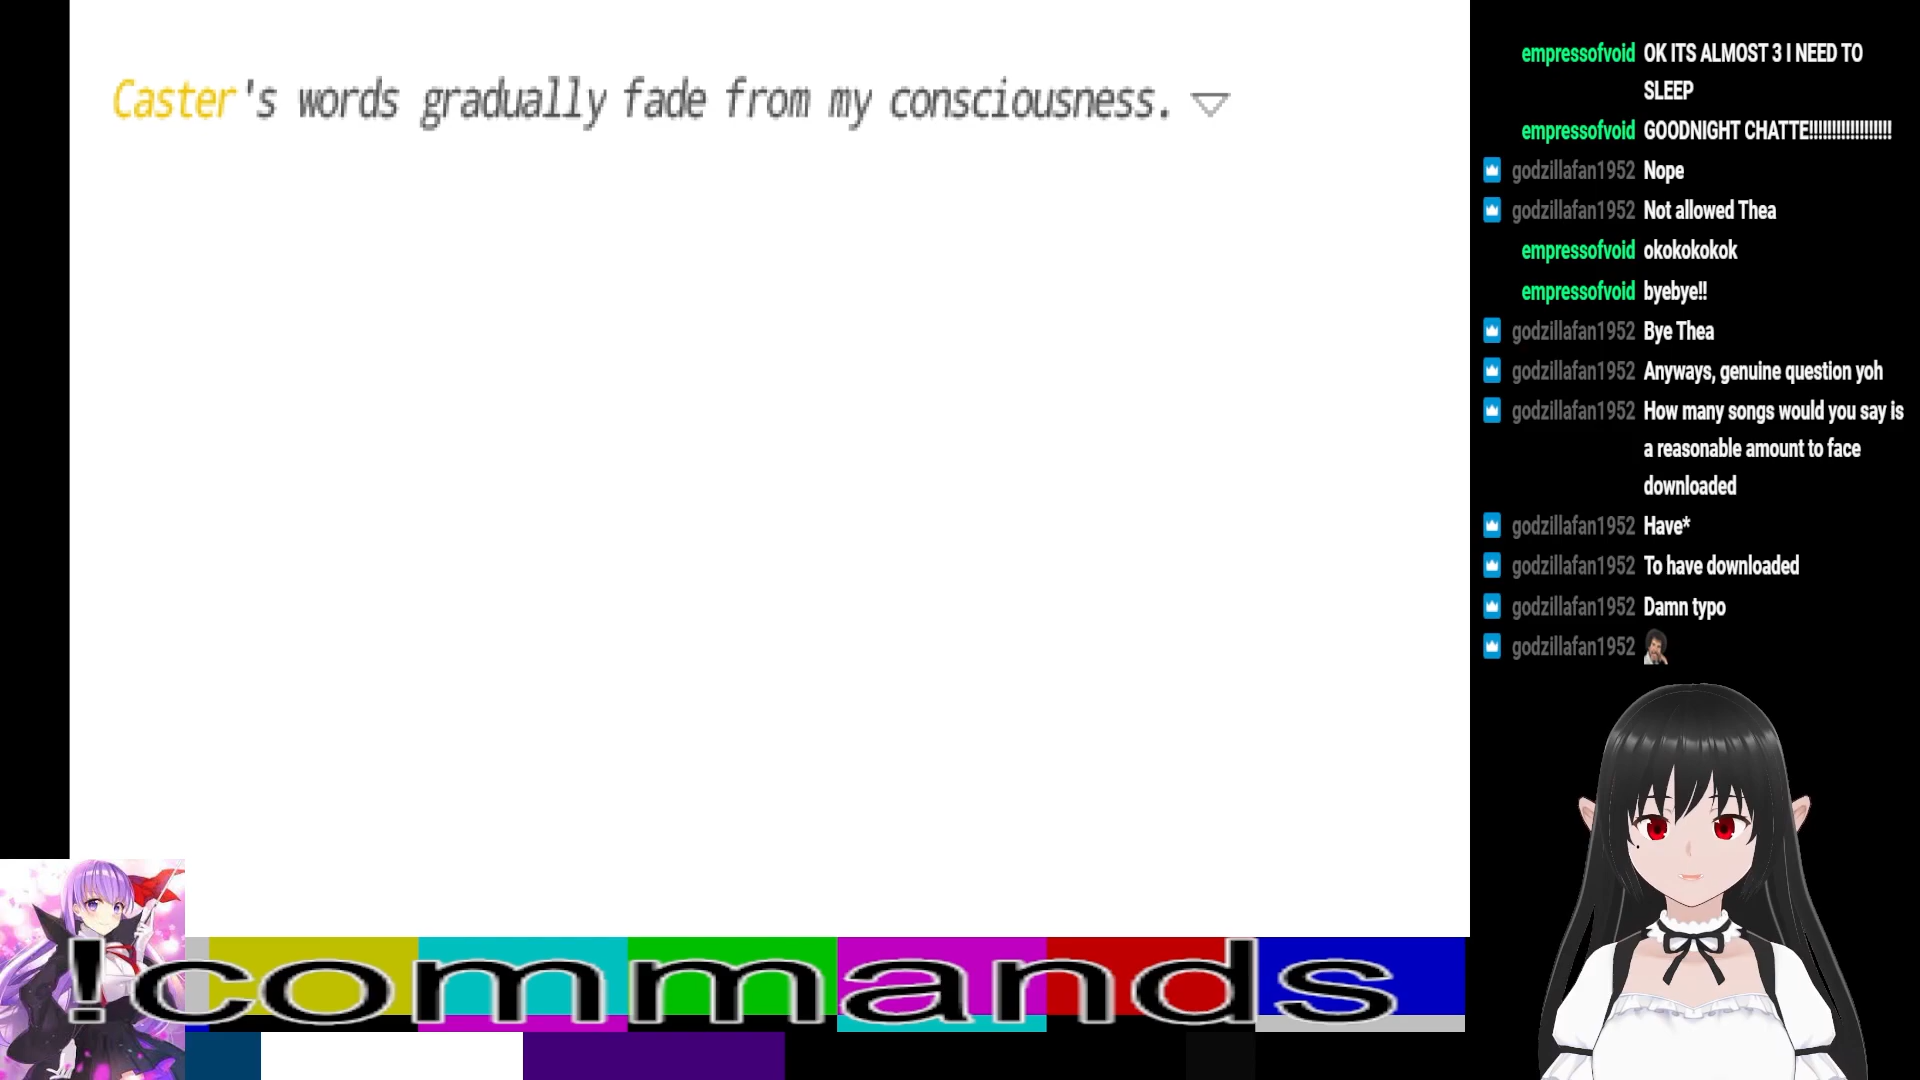 Caster's words gradually fade from my consciousness.
empressofvoid OK ITS ALMOST 3 I NEED TO
SLEEP
empressofvoid GOODNIGHT CHATTE!!!!!!!!!!!!!!!!!!
godzillafan1952 Nope
godzillafan1952 Not allowed Thea
empressofvoid okokokokok
empressofvoid byebye!!
godzillafan1952 Bye Thea
godzillafan1952 Anyways, genuine question yoh
godzillafan1952 How many songs would you say is
a reasonable amount to face
downloaded
godzillafan1952 Have*
godzillafan1952 To have downloaded
godzillafan1952 Damn typo
godzillafan1952
!commands